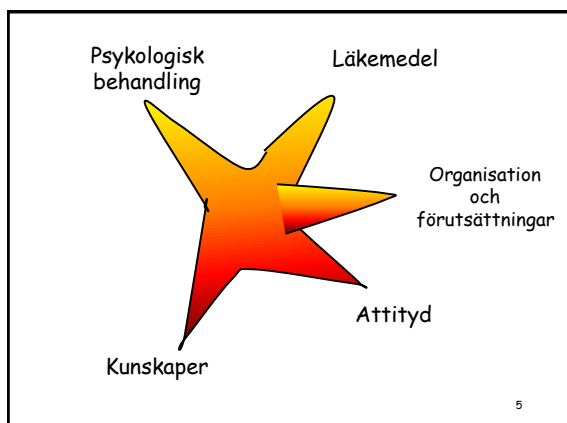 Psykologisk
behandling
Läkemedel
Organisation
och
förutsättningar
Attityd
Kunskaper
5